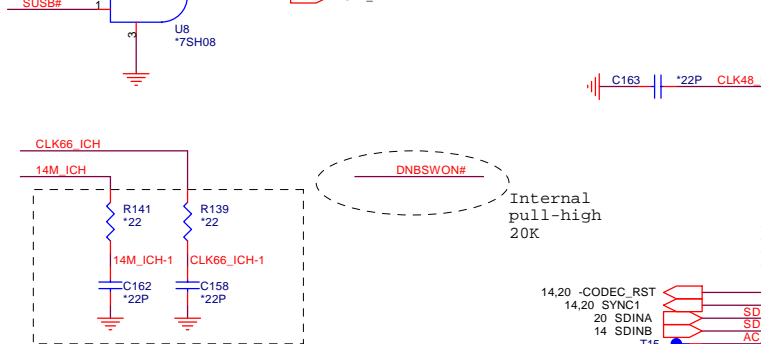 SUSB#
1
3
U8
*7SH08
C163
*22P
CLK48_
CLK66_ICH
14M_ICH
DNBSWON#
Internal
pull-high
20K
R141
*22
R139
*22
14M_ICH-1
CLK66_ICH-1
C162
*22P
C158
*22P
14,20 -CODEC_RST
14,20 SYNC1
20 SDINA
14 SDINB
SD
SD
AC
T15